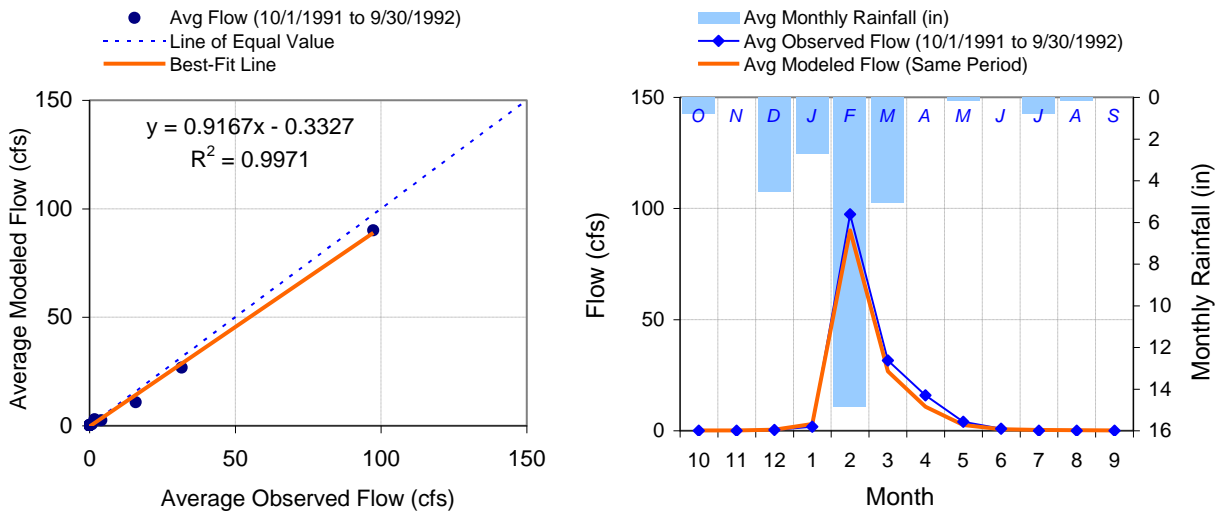 Avg Flow (10/1/1991 to 9/30/1992)
Line of Equal Value
Best-Fit Line
150
100
50
0
y = 0.9167x - 0.3327
R² = 0.9971
0 50 100 150
Average Modeled Flow (cfs)
Average Observed Flow (cfs)
Avg Monthly Rainfall (in)
Avg Observed Flow (10/1/1991 to 9/30/1992)
Avg Modeled Flow (Same Period)
150
100
50
0
O N D J F M A M J J A S
0
2
4
6
8
10
12
14
16
10 11 12 1 2 3 4 5 6 7 8 9
Flow (cfs)
Monthly Rainfall (in)
Month